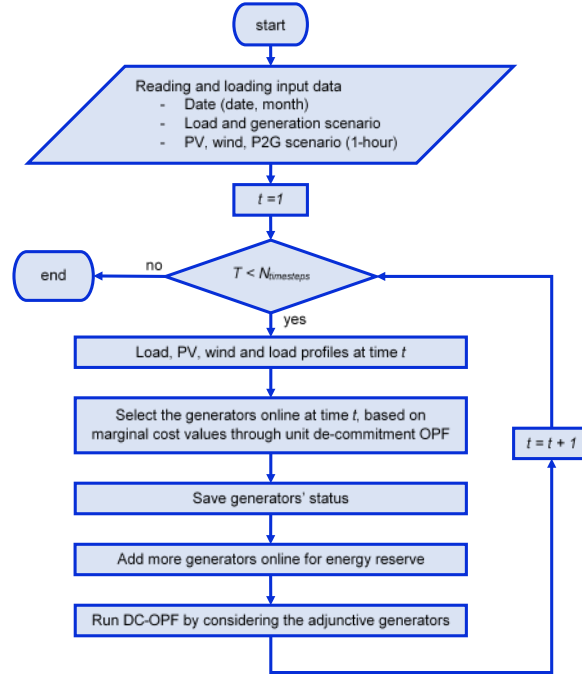 start
Reading and loading input data
- Date (date, month)
- Load and generation scenario
- PV, wind, P2G scenario (1-hour)
t =1
end
no
T < Ntimesteps
yes
Load, PV, wind and load profiles at time t
Select the generators online at time t, based on
marginal cost values through unit de-commitment OPF
t = t + 1
Save generators' status
Add more generators online for energy reserve
Run DC-OPF by considering the adjunctive generators